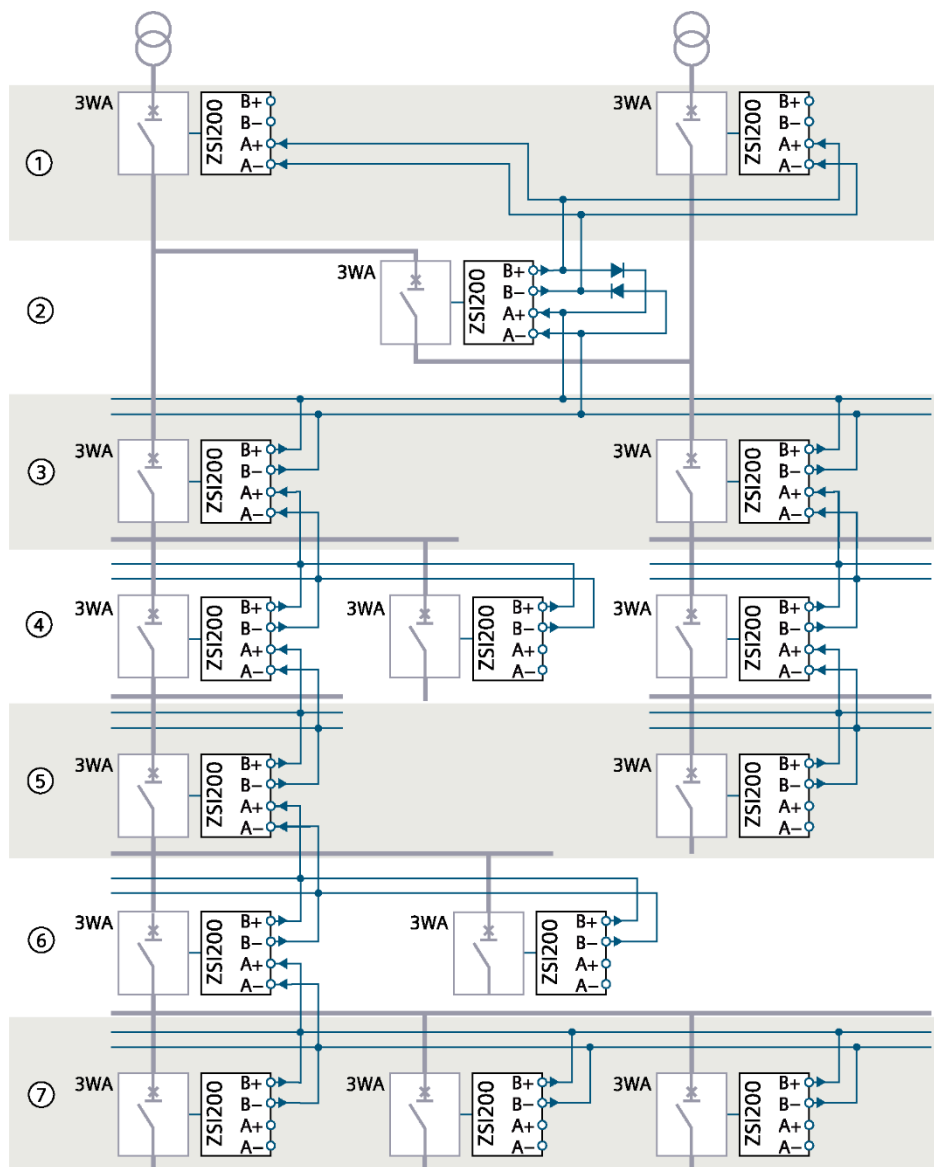 3WA ZSI200 B+ 3WA ZSI200 B+
B− B−
① A+ A+
A− A−
② 3WA ZSI200 B+
B−
A+
A−
3WA ZSI200 B+ 3WA ZSI200 B+
③ B− B−
A+ A+
A− A−
3WA ZSI200 B+ 3WA ZSI200 B+ 3WA ZSI200 B+
④ B− B− B−
A+ A+ A+
A− A− A−
3WA ZSI200 B+ 3WA ZSI200 B+
⑤ B− B−
A+ A+
A− A−
3WA ZSI200 B+ 3WA ZSI200 B+
⑥ B− B−
A+ A+
A− A−
3WA ZSI200 B+ 3WA ZSI200 B+ 3WA ZSI200 B+
⑦ B− B− B−
A+ A+ A+
A− A− A−